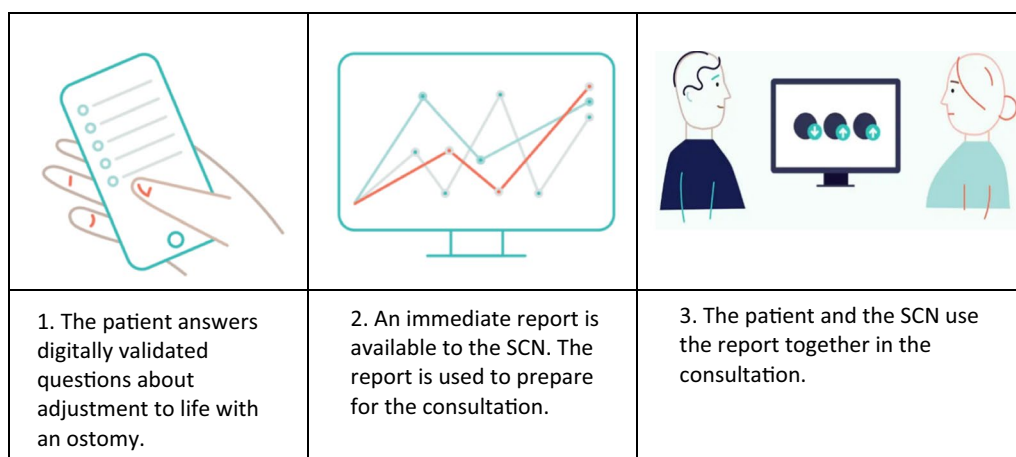 1. The patient answers
digitally validated
questions about
adjustment to life with
an ostomy.
2. An immediate report is
available to the SCN. The
report is used to prepare
for the consultation.
3. The patient and the SCN use
the report together in the
consultation.